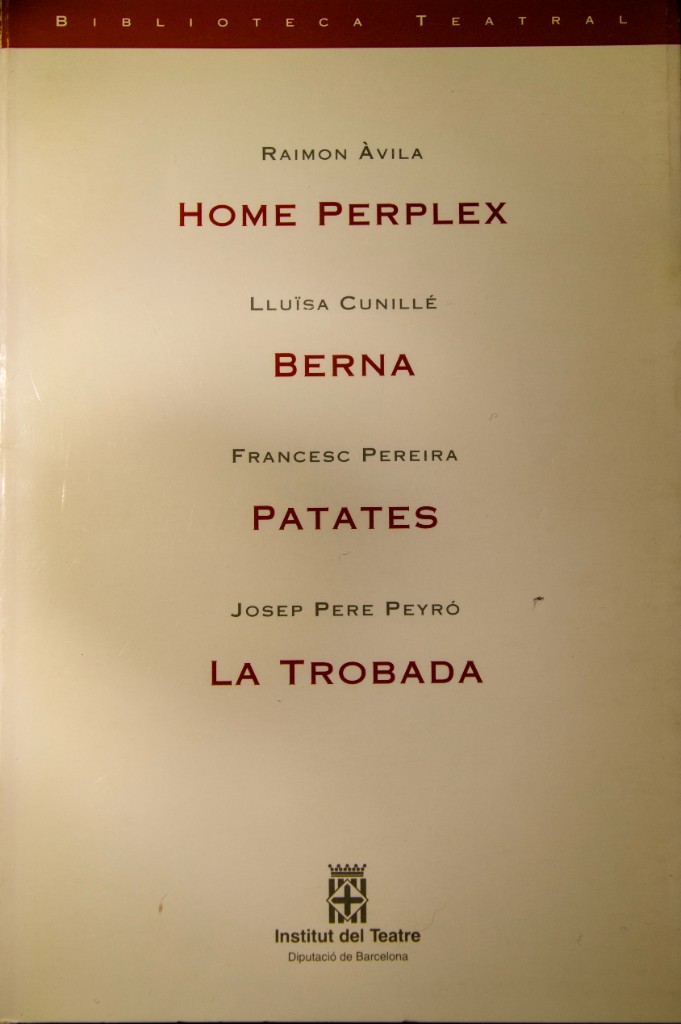 BIBLIOTECA TEATRAL
RAIMON ÀVILA
HOME PERPLEX
LLUÏSA CUNILLÉ
BERNA
FRANCESC PEREIRA
PATATES
JOSEP PERE PEYRÓ
LA TROBADA
Institut del Teatre
Diputació de Barcelona